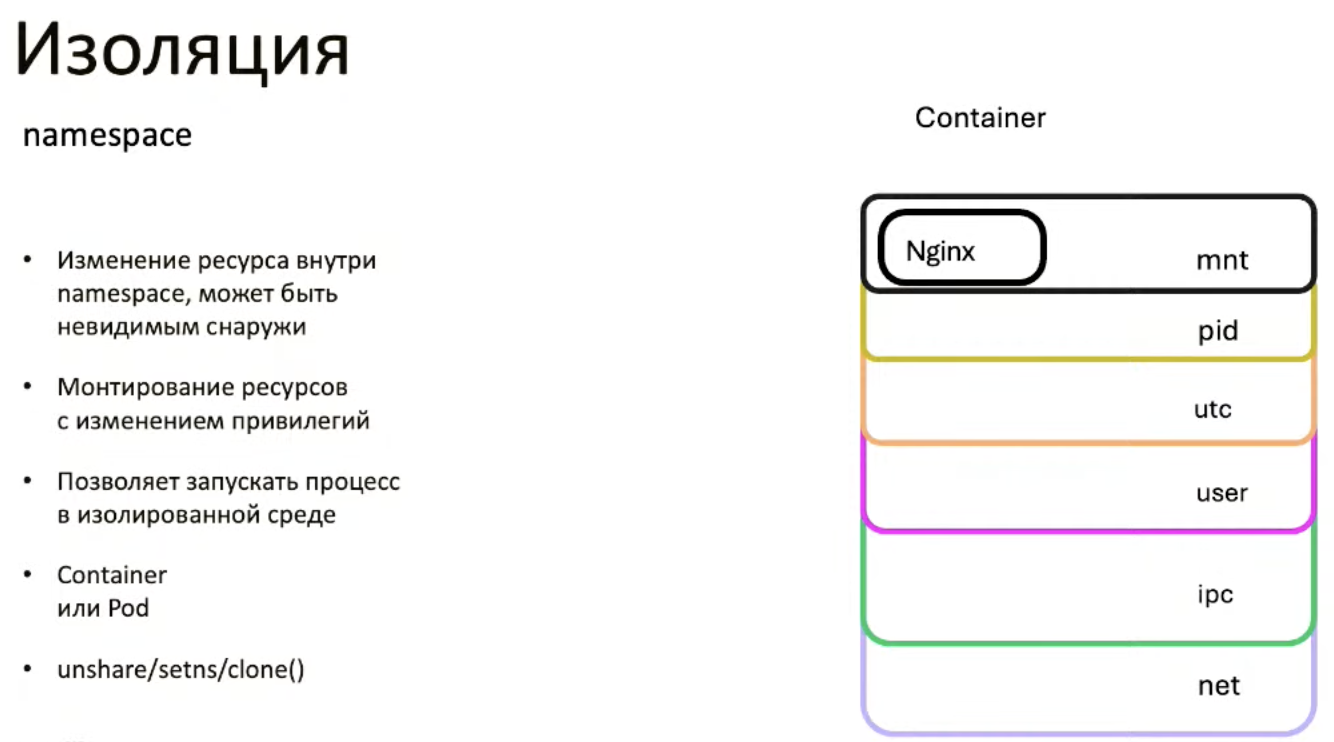 Изоляция
namespace
• Изменение ресурса внутри
namespace, может быть
невидимым снаружи
• Монтирование ресурсов
с изменением привилегий
• Позволяет запускать процесс
в изолированной среде
• Container
или Pod
• unshare/setns/clone()
Container
Nginx
mnt
pid
utc
user
ipc
net